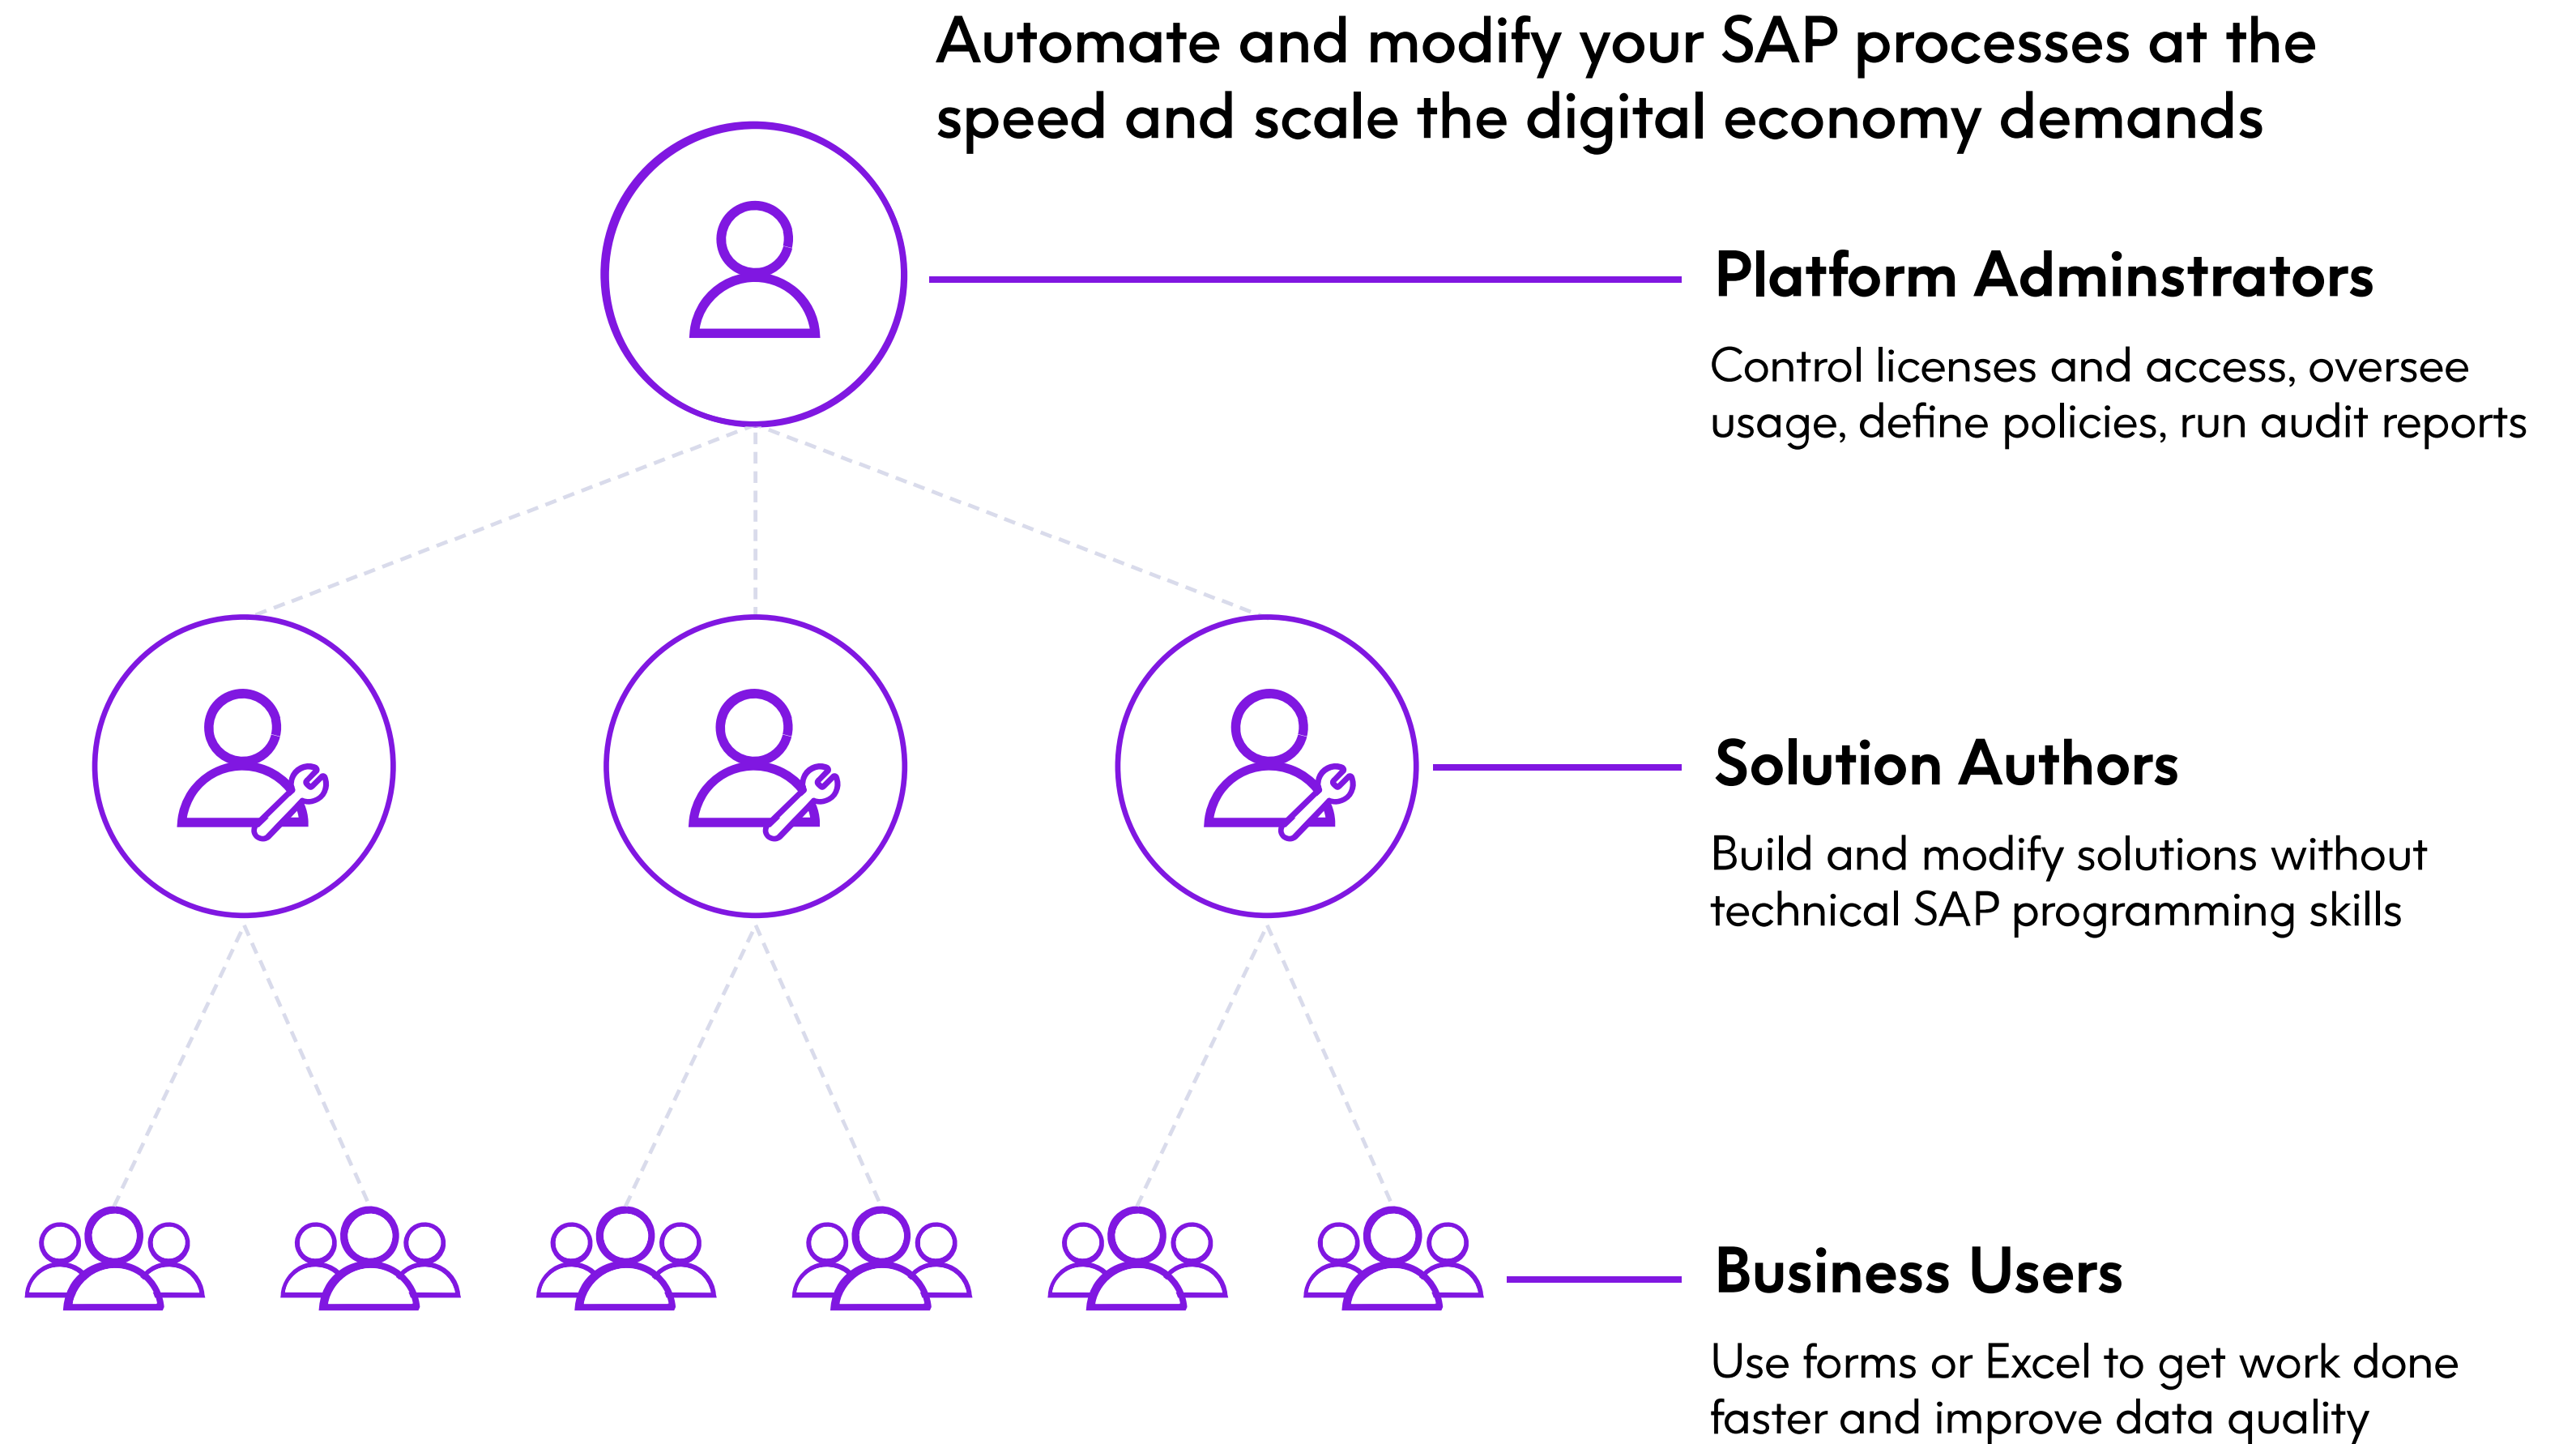 Automate and modify your SAP processes at the
speed and scale the digital economy demands
Platform Adminstrators
Control licenses and access, oversee
usage, define policies, run audit reports
Solution Authors
Build and modify solutions without
technical SAP programming skills
Business Users
Use forms or Excel to get work done
faster and improve data quality